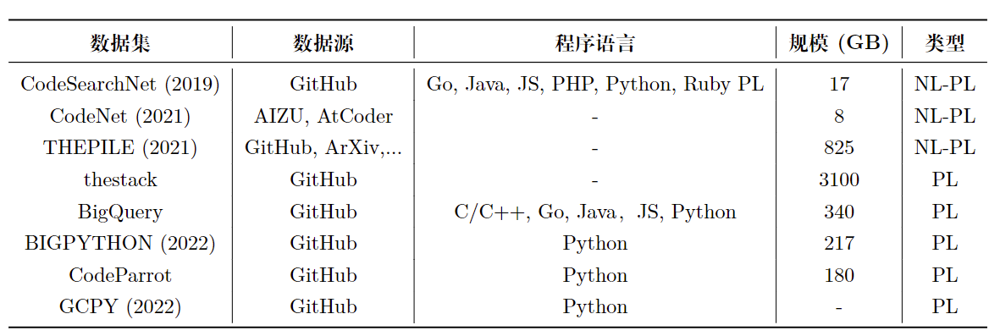 数据集 数据源 程序语言 规模 (GB) 类型
CodeSearchNet (2019) GitHub Go, Java, JS, PHP, Python, Ruby PL 17 NL-PL
CodeNet (2021) AIZU, AtCoder - 8 NL-PL
THEPILE (2021) GitHub, ArXiv,... - 825 NL-PL
thestack GitHub - 3100 PL
BigQuery GitHub C/C++, Go, Java，JS, Python 340 PL
BIGPYTHON (2022) GitHub Python 217 PL
CodeParrot GitHub Python 180 PL
GCPY (2022) GitHub Python - PL